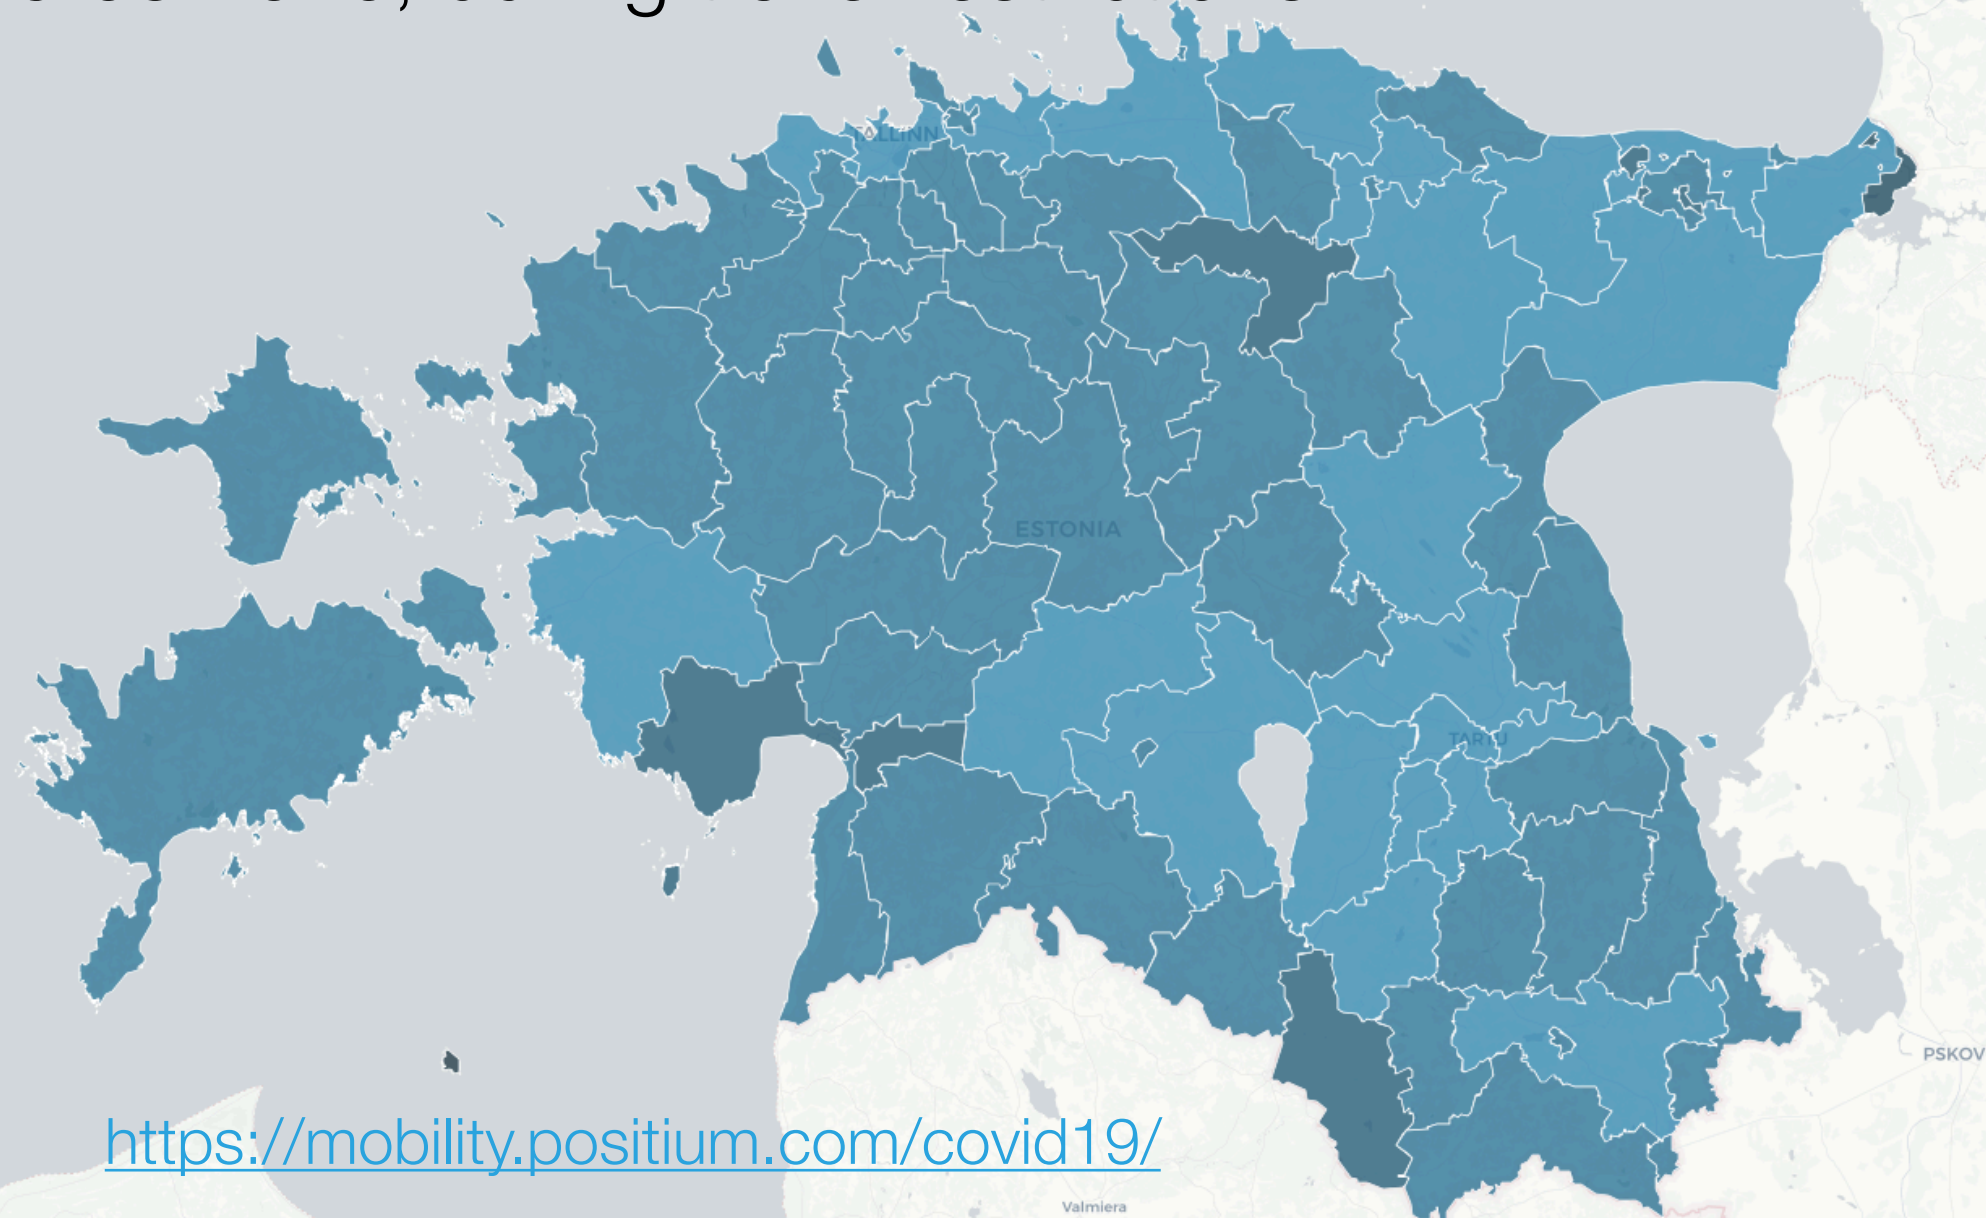 TALLINN
ESTONIA
TARTU
PSKOV
https://mobility.positium.com/covid19/
Valmiera